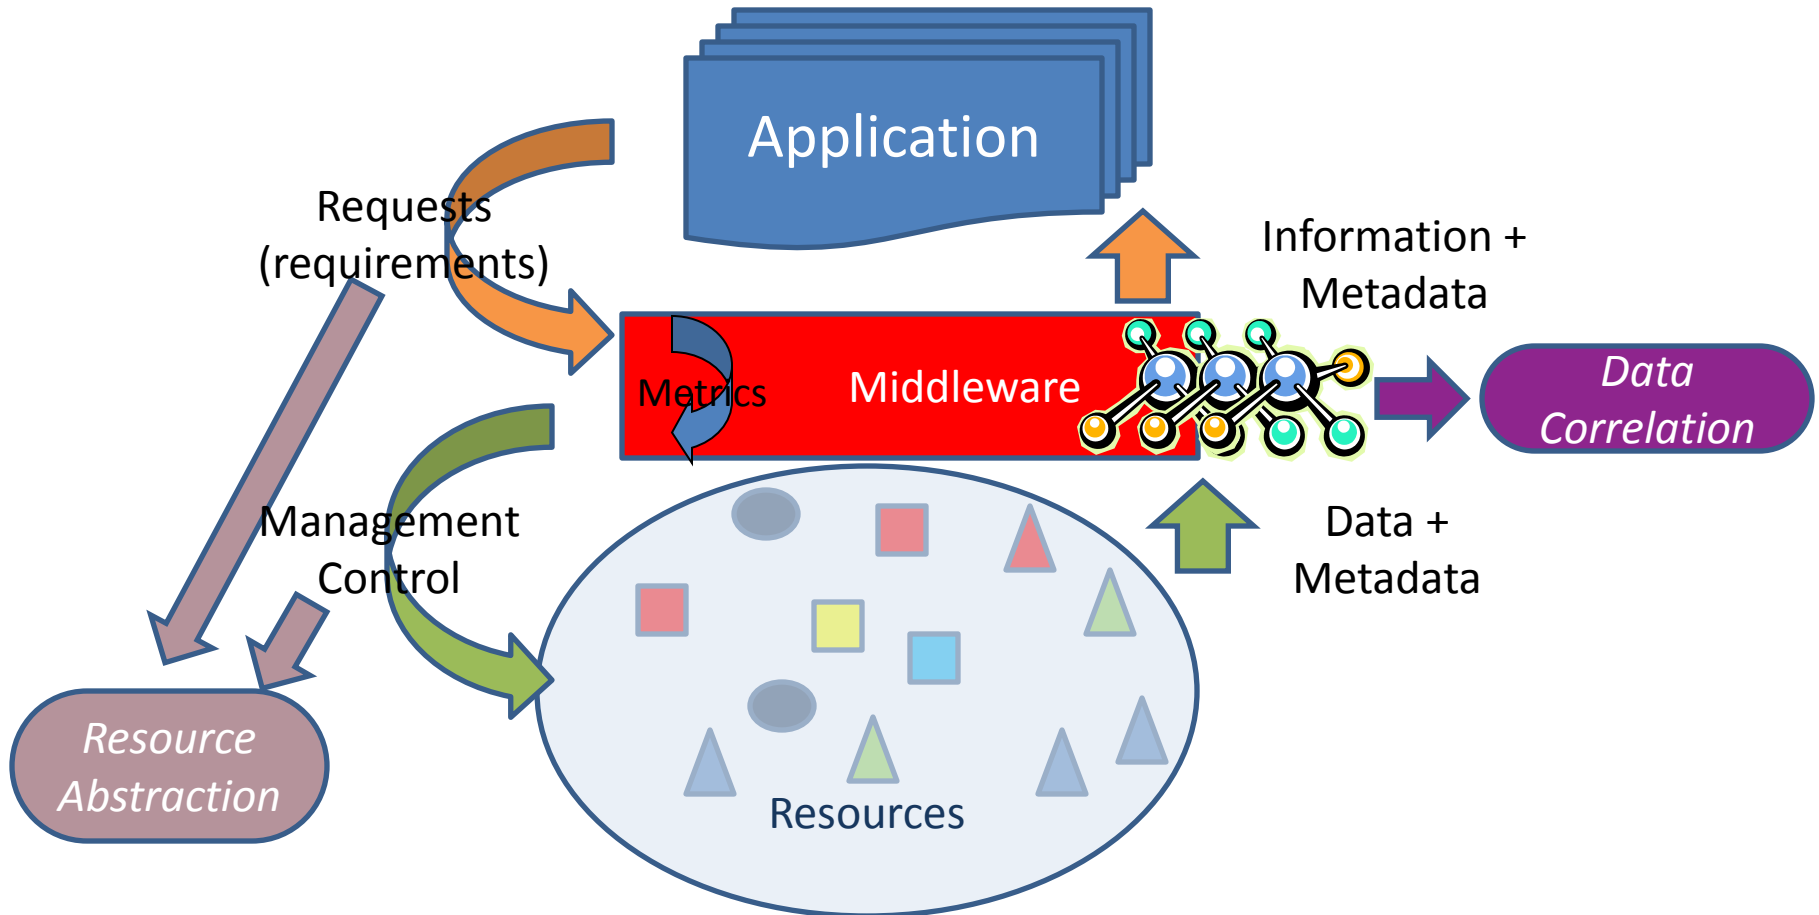 Application
Requests
(requirements)
Information +
Metadata
Metrics
Middleware
Data
Correlation
Management
Control
Data +
Metadata
Resource
Abstraction
Resources